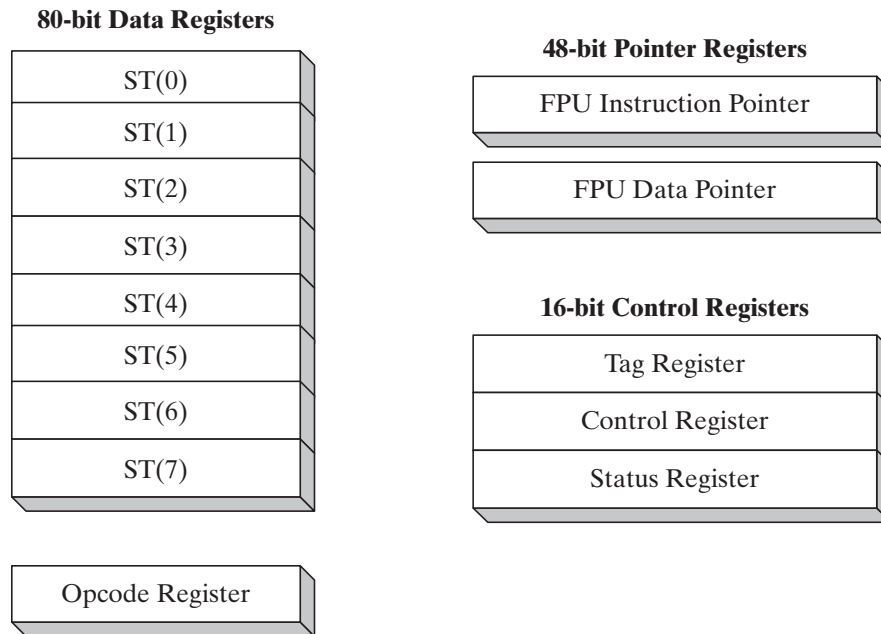 80-bit Data Registers
ST(0)
ST(1)
ST(2)
ST(3)
ST(4)
ST(5)
ST(6)
ST(7)
Opcode Register
48-bit Pointer Registers
FPU Instruction Pointer
FPU Data Pointer
16-bit Control Registers
Tag Register
Control Register
Status Register